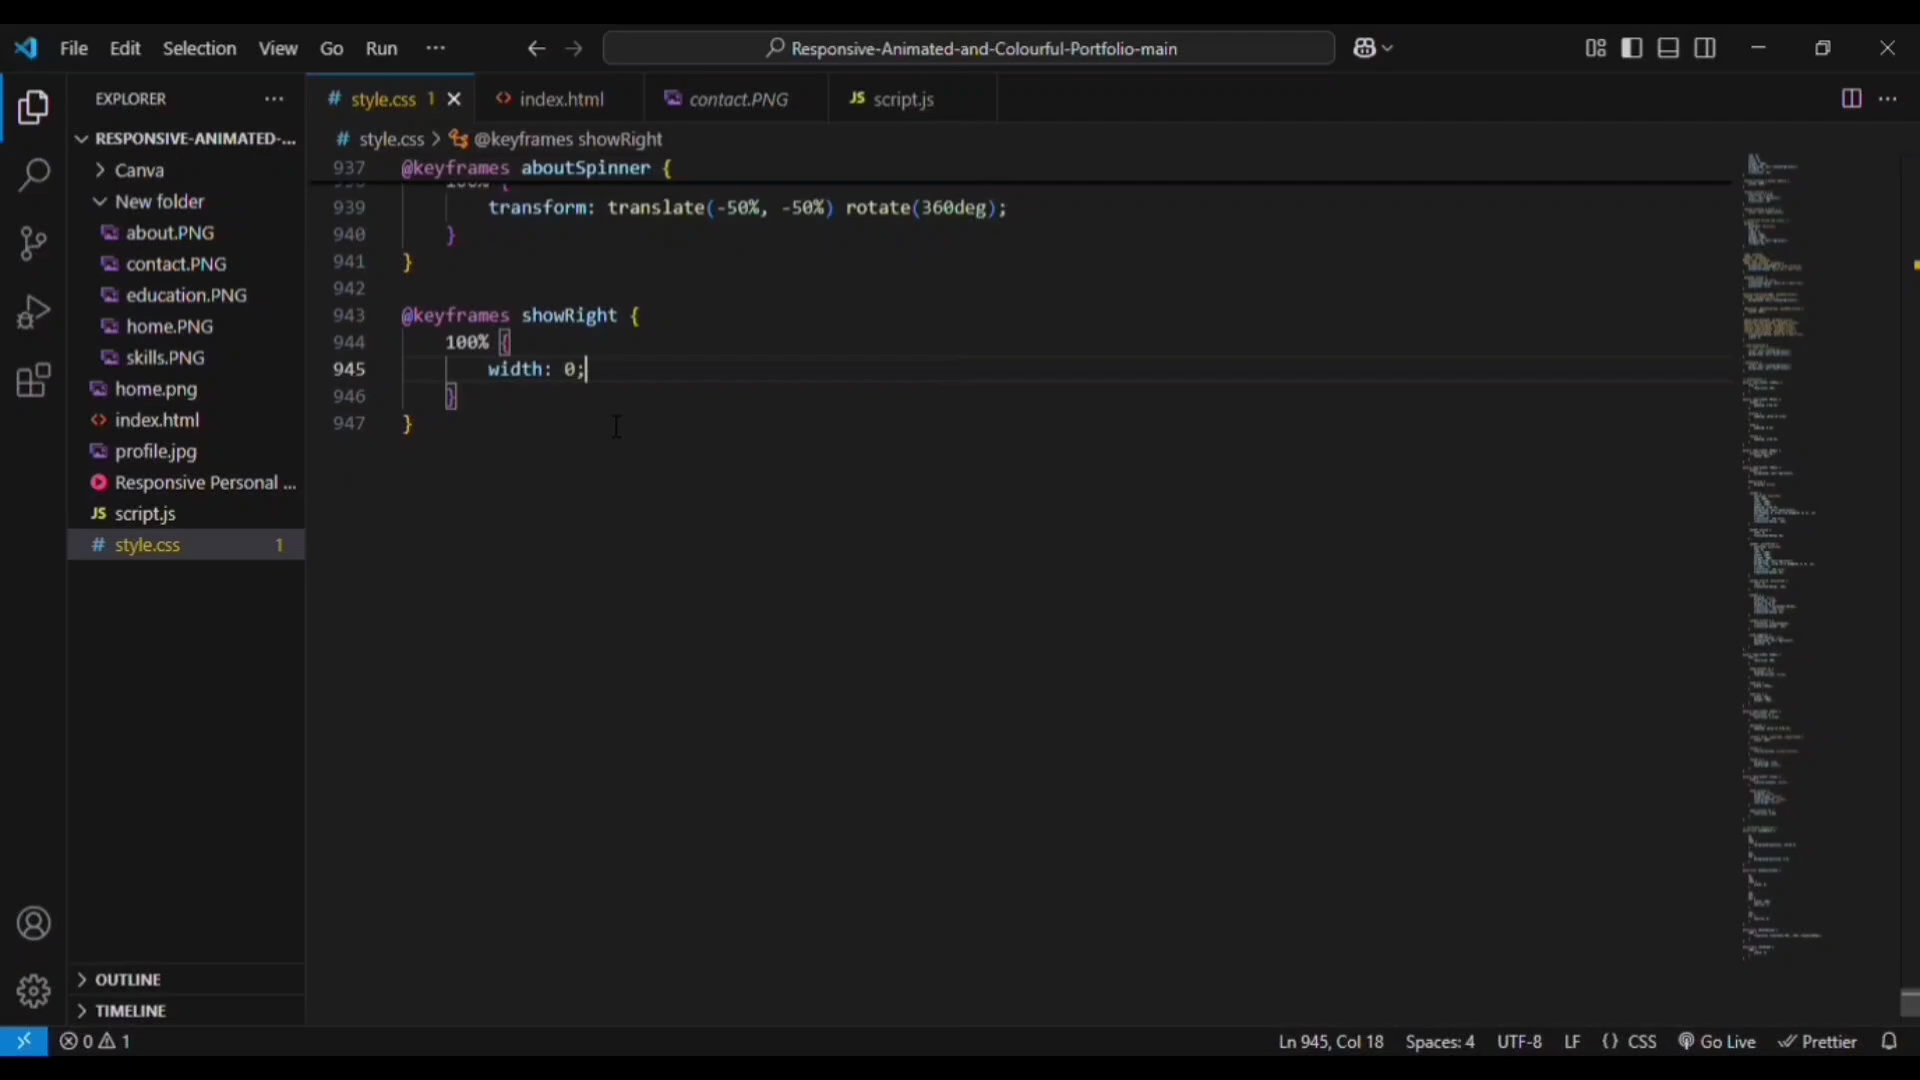 File Edit Selection View Go Run ···
Responsive-Animated-and-Colourful-Portfolio-main
EXPLORER ···
# style.css 1
<> index.html
contact.PNG
JS script.js
RESPONSIVE-ANIMATED-...
Canva
New folder
about.PNG
contact.PNG
education.PNG
home.PNG
skills.PNG
home.png
<> index.html
profile.jpg
Responsive Personal ...
JS script.js
# style.css 1
OUTLINE
TIMELINE
# style.css > @keyframes showRight
937 @keyframes aboutSpinner {
939 transform: translate(-50%, -50%) rotate(360deg);
940 }
941 }
942
943 @keyframes showRight {
944 100% {
945 width: 0;
946 }
947 }
0 1
Ln 945, Col 18 Spaces: 4 UTF-8 LF {} CSS Go Live Prettier